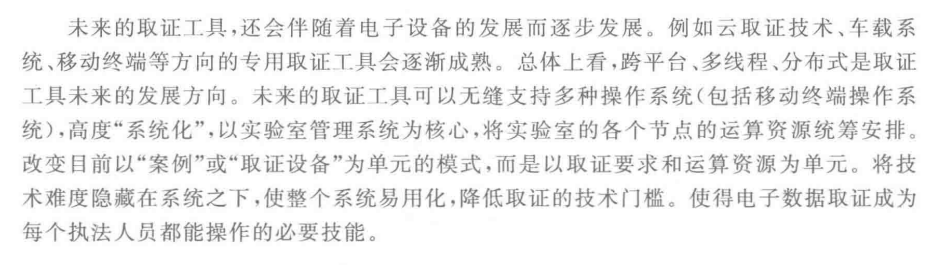 未来的取证工具,还会伴随着电子设备的发展而逐步发展。例如云取证技术、车载系
统、移动终端等方向的专用取证工具会逐渐成熟。总体上看,跨平台、多线程、分布式是取证
工具未来的发展方向。未来的取证工具可以无缝支持多种操作系统(包括移动终端操作系
统),高度“系统化”,以实验室管理系统为核心,将实验室的各个节点的运算资源统筹安排。
改变目前以“案例”或“取证设备”为单元的模式,而是以取证要求和运算资源为单元。将技
术难度隐藏在系统之下,使整个系统易用化,降低取证的技术门槛。使得电子数据取证成为
每个执法人员都能操作的必要技能。